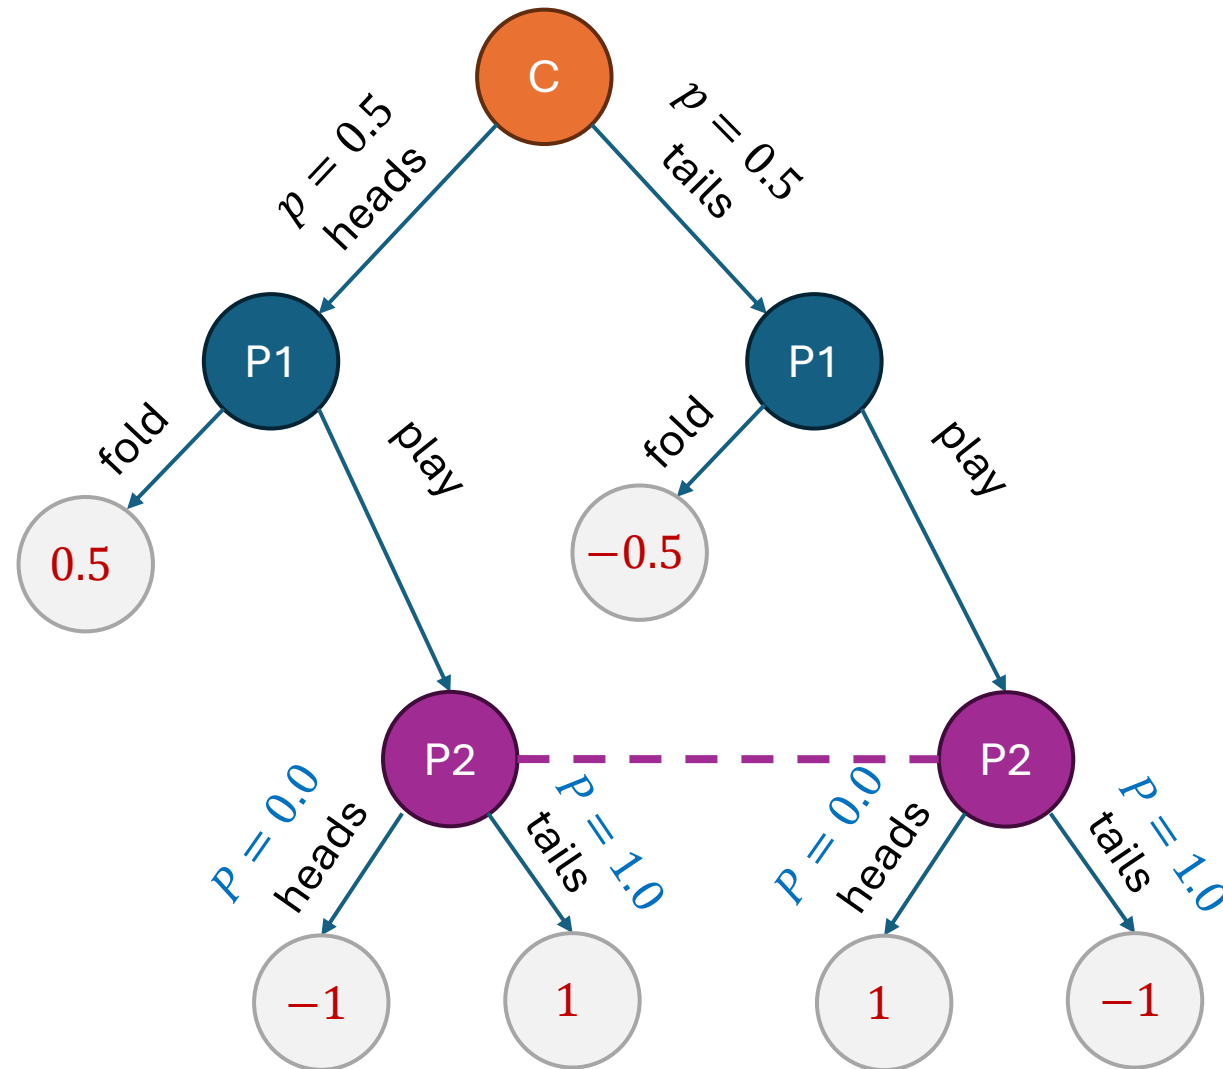 C
p = 0.5
heads
p = 0.5
tails
P1
P1
fold
play
fold
play
0.5
−0.5
P2
P2
P = 0.0
heads
P = 1.0
tails
P = 0.0
heads
P = 1.0
tails
−1
1
1
−1